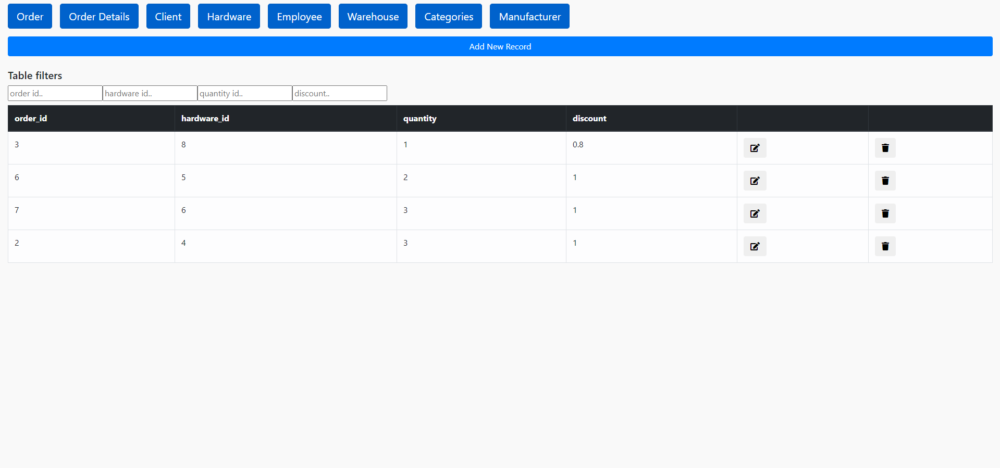 Order Order Details Client Hardware Employee Warehouse Categories Manufacturer
Add New Record
Table filters
order id.. hardware id.. quantity id.. discount..
order_id hardware_id quantity discount
3 8 1 0.8
6 5 2 1
7 6 3 1
2 4 3 1